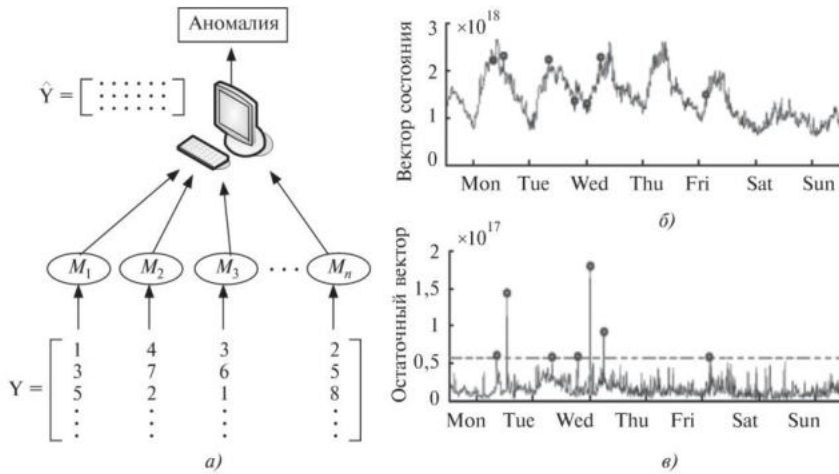 Аномалия
Ŷ =
M1 M2 M3 Mn
Y =
1 4 3 2
3 7 6 5
5 2 1 8
а)
×10^18
Вектор состояния
3
2
1
0
Mon Tue Wed Thu Fri Sat Sun
б)
×10^17
Остаточный вектор
2
1,5
1
0,5
0
Mon Tue Wed Thu Fri Sat Sun
в)